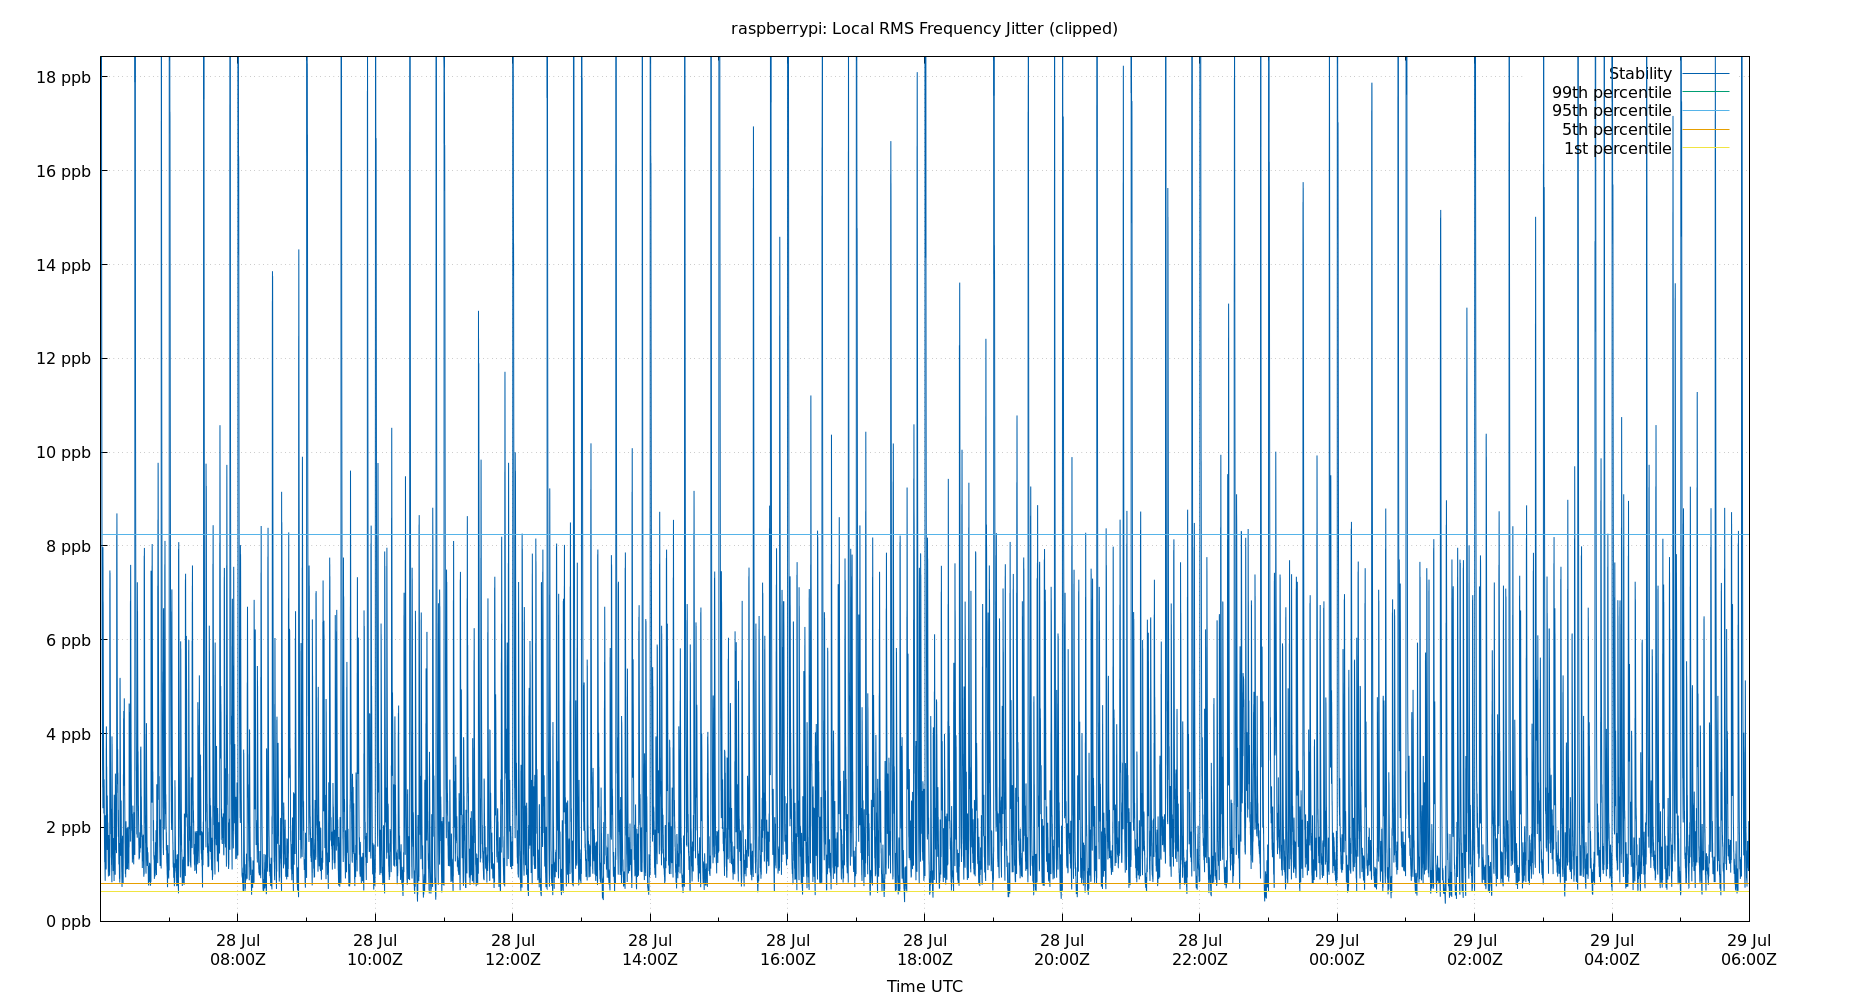 raspberrypi: Local RMS Frequency Jitter (clipped)
18 ppb
16 ppb
14 ppb
12 ppb
10 ppb
8 ppb
6 ppb
4 ppb
2 ppb
0 ppb
Stability
99th percentile
95th percentile
5th percentile
1st percentile
28 Jul 28 Jul 28 Jul 28 Jul 28 Jul 28 Jul 28 Jul 28 Jul 29 Jul 29 Jul 29 Jul 29 Jul
08:00Z 10:00Z 12:00Z 14:00Z 16:00Z 18:00Z 20:00Z 22:00Z 00:00Z 02:00Z 04:00Z 06:00Z
Time UTC